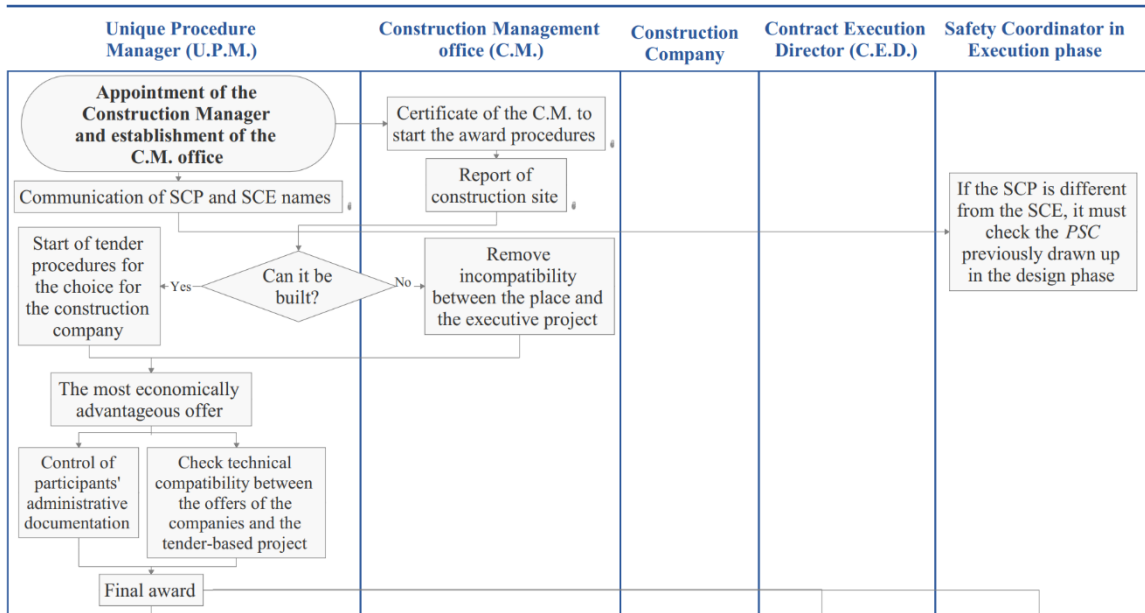 Unique Procedure
Manager (U.P.M.)
Construction Management
office (C.M.)
Construction
Company
Contract Execution
Director (C.E.D.)
Safety Coordinator in
Execution phase
Appointment of the
Construction Manager
and establishment of the
C.M. office
Certificate of the C.M. to
start the award procedures
Communication of SCP and SCE names
Report of
construction site
If the SCP is different
from the SCE, it must
check the PSC
previously drawn up
in the design phase
Start of tender
procedures for
the choice for
the construction
company
Yes
Can it be
built?
No
Remove
incompatibility
between the place and
the executive project
The most economically
advantageous offer
Control of
participants'
administrative
documentation
Check technical
compatibility between
the offers of the
companies and the
tender-based project
Final award